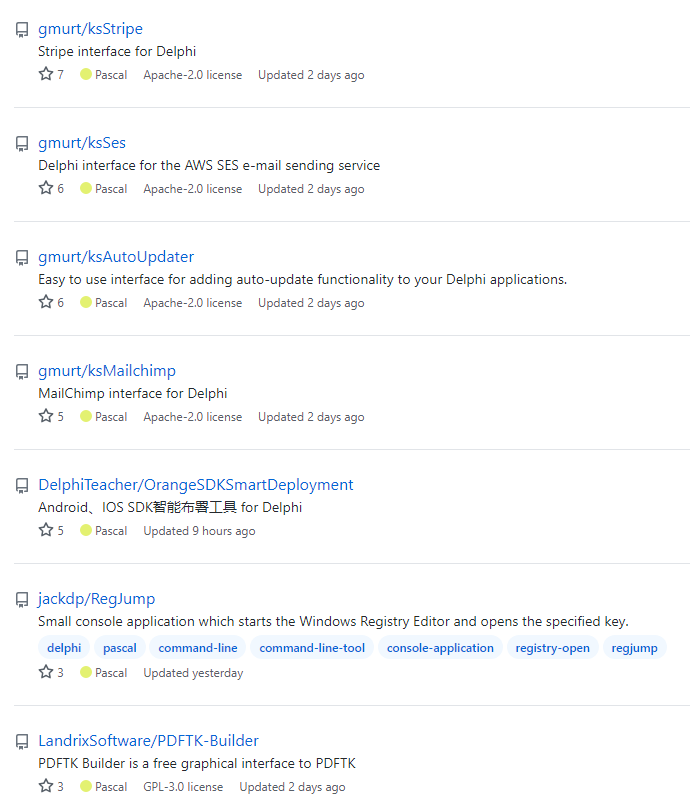 gmurt/ksStripe
Stripe interface for Delphi
7 Pascal Apache-2.0 license Updated 2 days ago
gmurt/ksSes
Delphi interface for the AWS SES e-mail sending service
6 Pascal Apache-2.0 license Updated 2 days ago
gmurt/ksAutoUpdater
Easy to use interface for adding auto-update functionality to your Delphi applications.
6 Pascal Apache-2.0 license Updated 2 days ago
gmurt/ksMailchimp
MailChimp interface for Delphi
5 Pascal Apache-2.0 license Updated 2 days ago
DelphiTeacher/OrangeSDKSmartDeployment
Android、IOS SDK智能布署工具 for Delphi
5 Pascal Updated 9 hours ago
jackdp/RegJump
Small console application which starts the Windows Registry Editor and opens the specified key.
delphi pascal command-line command-line-tool console-application registry-open regjump
3 Pascal Updated yesterday
LandrixSoftware/PDFTK-Builder
PDFTK Builder is a free graphical interface to PDFTK
3 Pascal GPL-3.0 license Updated 2 days ago